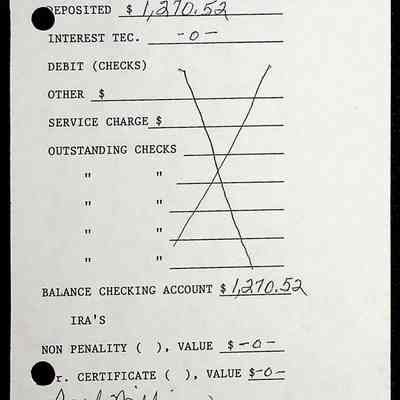 DEPOSITED $ 1,270.52
INTEREST TEC. -0-
DEBIT (CHECKS)
OTHER $
SERVICE CHARGE $
OUTSTANDING CHECKS
" "
" "
" "
" "
BALANCE CHECKING ACCOUNT $ 1,270.52
IRA'S
NON PENALITY ( ), VALUE $ -0-
r. CERTIFICATE ( ), VALUE $ -0-